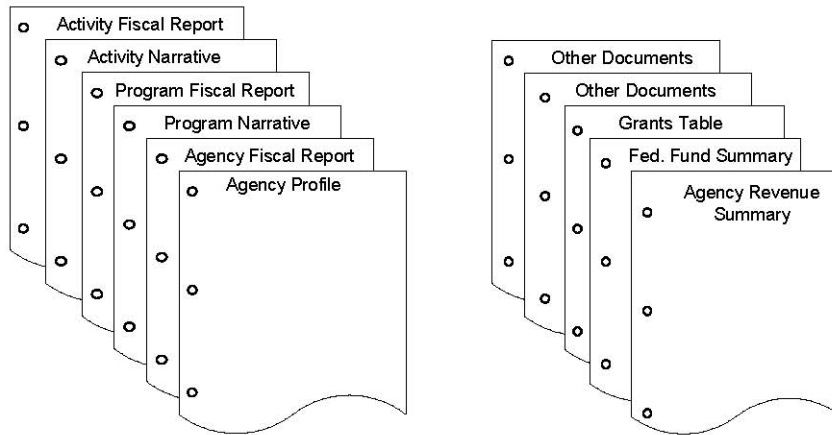 Activity Fiscal Report
Activity Narrative
Program Fiscal Report
Program Narrative
Agency Fiscal Report
Agency Profile
Other Documents
Other Documents
Grants Table
Fed. Fund Summary
Agency Revenue
Summary